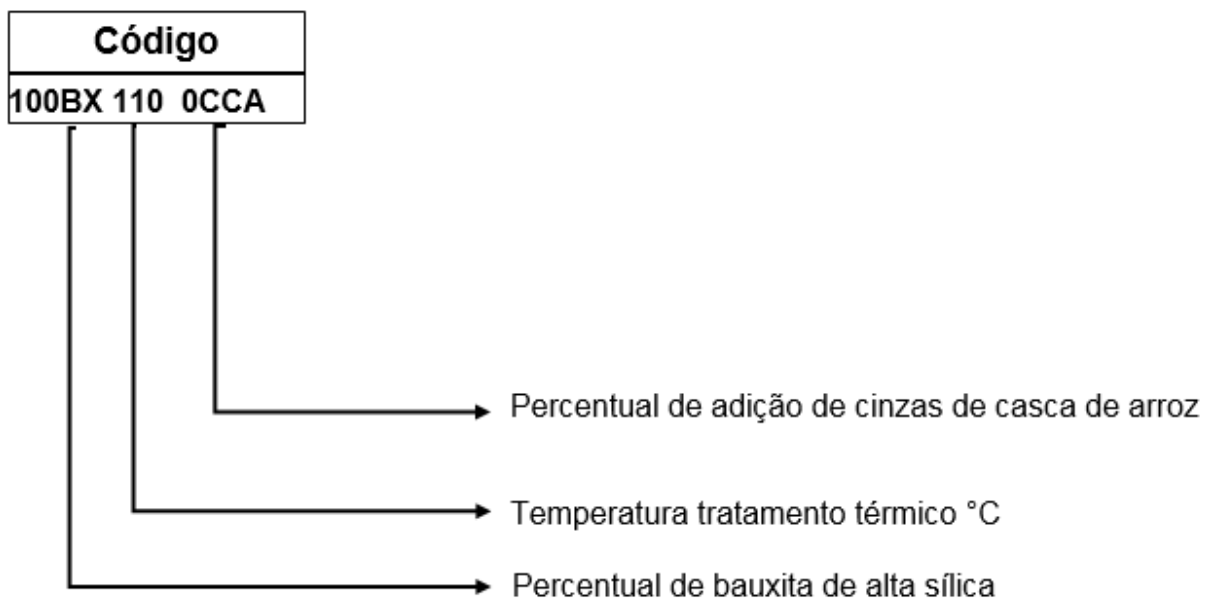 Código
100BX 110 0CCA
Percentual de adição de cinzas de casca de arroz
Temperatura tratamento térmico °C
Percentual de bauxita de alta sílica